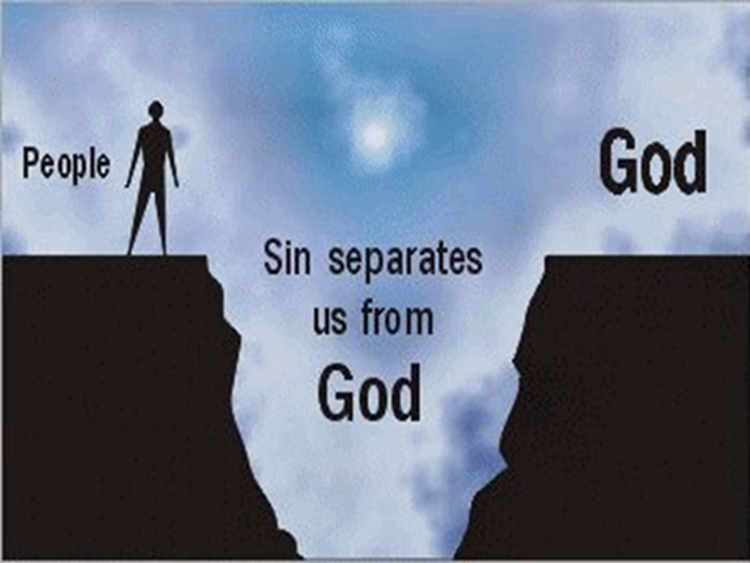 People
God
Sin separates
us from
God